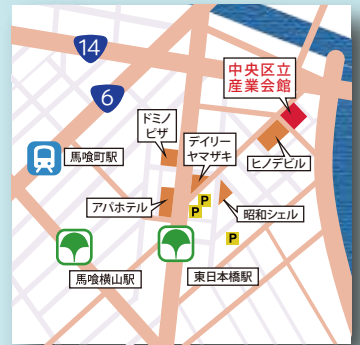 14
6
中央区立
産業会館
ドミノ
ピザ
デイリー
ヤマザキ
馬喰町駅
ヒノデビル
アパホテル
昭和シェル
P
P
P
馬喰横山駅
東日本橋駅